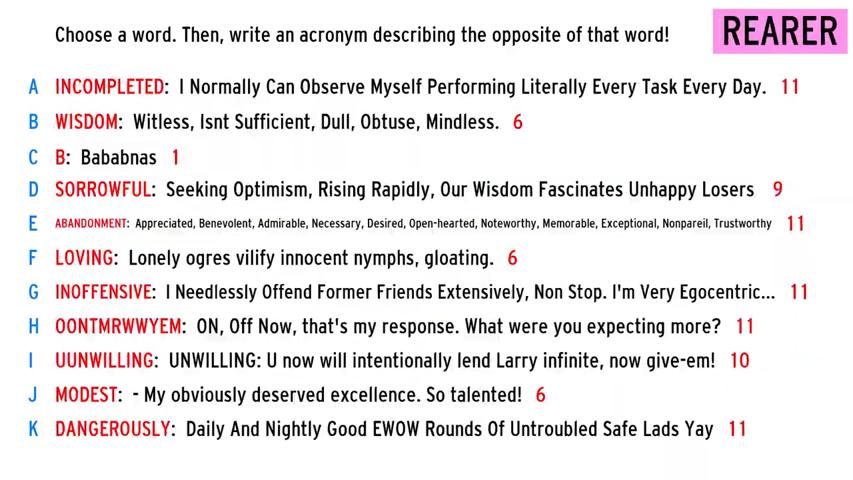 Choose a word. Then, write an acronym describing the opposite of that word!
REARER
A INCOMPLETED: I Normally Can Observe Myself Performing Literally Every Task Every Day. 11
B WISDOM: Witless, Isnt Sufficient, Dull, Obtuse, Mindless. 6
C B: Bababnas 1
D SORROWFUL: Seeking Optimism, Rising Rapidly, Our Wisdom Fascinates Unhappy Losers 9
E ABANDONMENT: Appreciated, Benevolent, Admirable, Necessary, Desired, Open-hearted, Noteworthy, Memorable, Exceptional, Nonpareil, Trustworthy 11
F LOVING: Lonely ogres vilify innocent nymphs, gloating. 6
G INOFFENSIVE: I Needlessly Offend Former Friends Extensively, Non Stop. I'm Very Egocentric... 11
H OONTMRWWYEM: ON, Off Now, that's my response. What were you expecting more? 11
I UUNWILLING: UNWILLING: U now will intentionally lend Larry infinite, now give-em! 10
J MODEST: - My obviously deserved excellence. So talented! 6
K DANGEROUSLY: Daily And Nightly Good EWOW Rounds Of Untroubled Safe Lads Yay 11